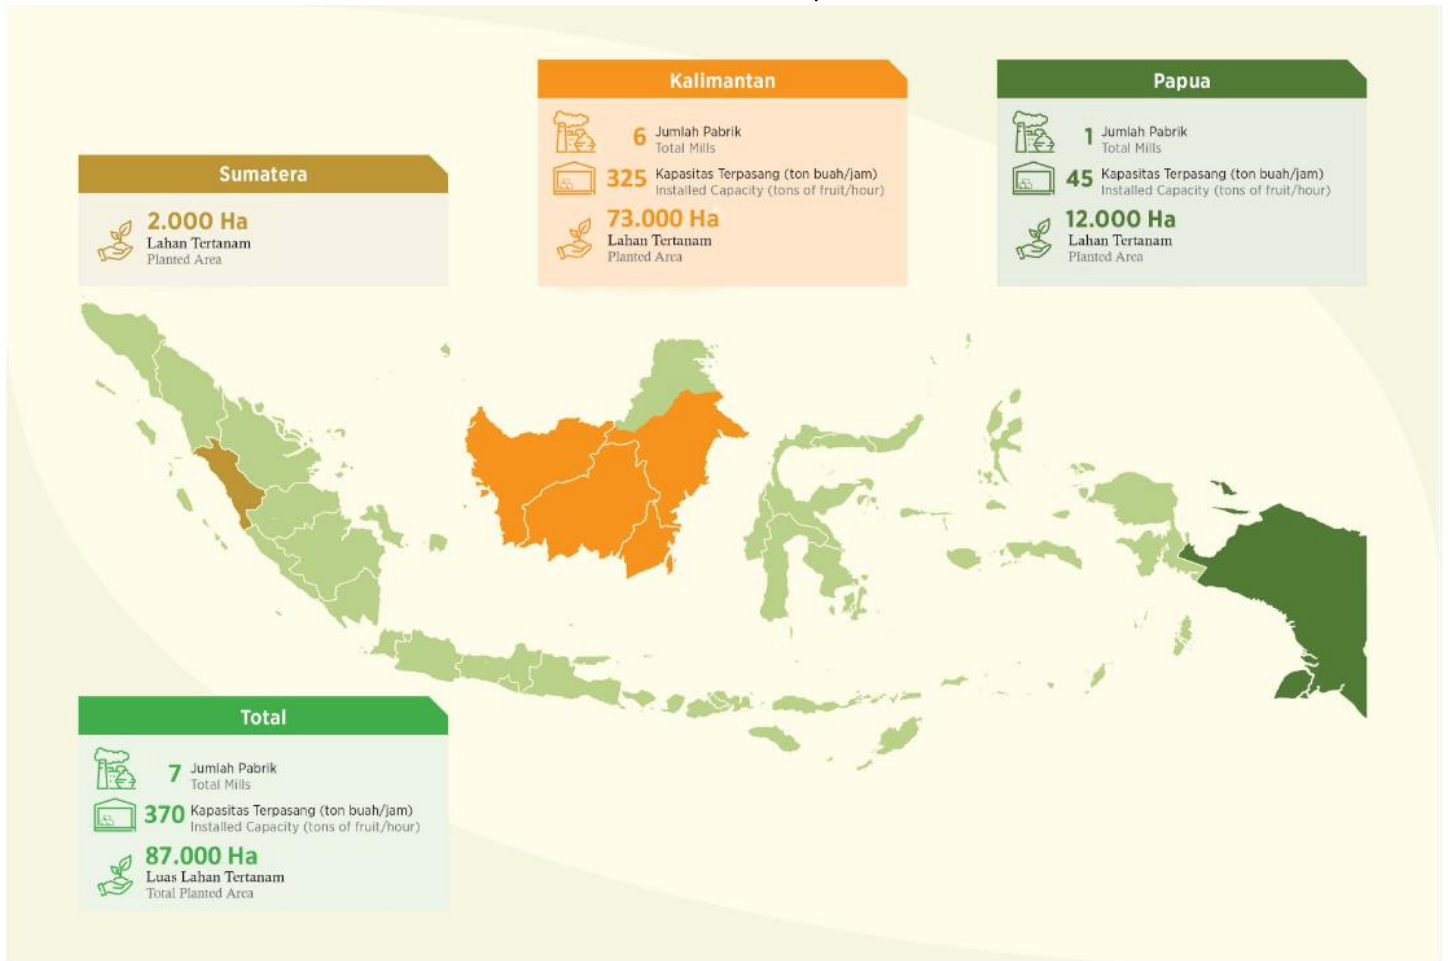 Sumatera
2.000 Ha
Lahan Tertanam
Planted Area
Kalimantan
6 Jumlah Pabrik
Total Mills
325 Kapasitas Terpasang (ton buah/jam)
Installed Capacity (tons of fruit/hour)
73.000 Ha
Lahan Tertanam
Planted Area
Papua
1 Jumlah Pabrik
Total Mills
45 Kapasitas Terpasang (ton buah/jam)
Installed Capacity (tons of fruit/hour)
12.000 Ha
Lahan Tertanam
Planted Area
Total
7 Jumlah Pabrik
Total Mills
370 Kapasitas Terpasang (ton buah/jam)
Installed Capacity (tons of fruit/hour)
87.000 Ha
Luas Lahan Tertanam
Total Planted Area